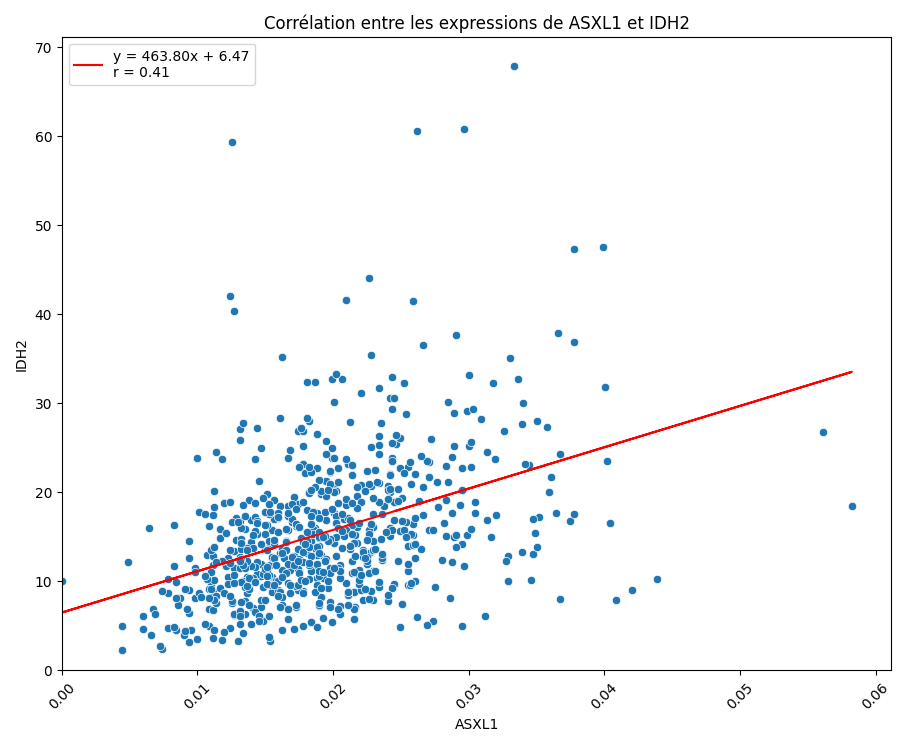 Corrélation entre les expressions de ASXL1 et IDH2
y = 463.80x + 6.47
r = 0.41
70
60
50
40
30
20
10
0
IDH2
0.00 0.01 0.02 0.03 0.04 0.05 0.06
ASXL1